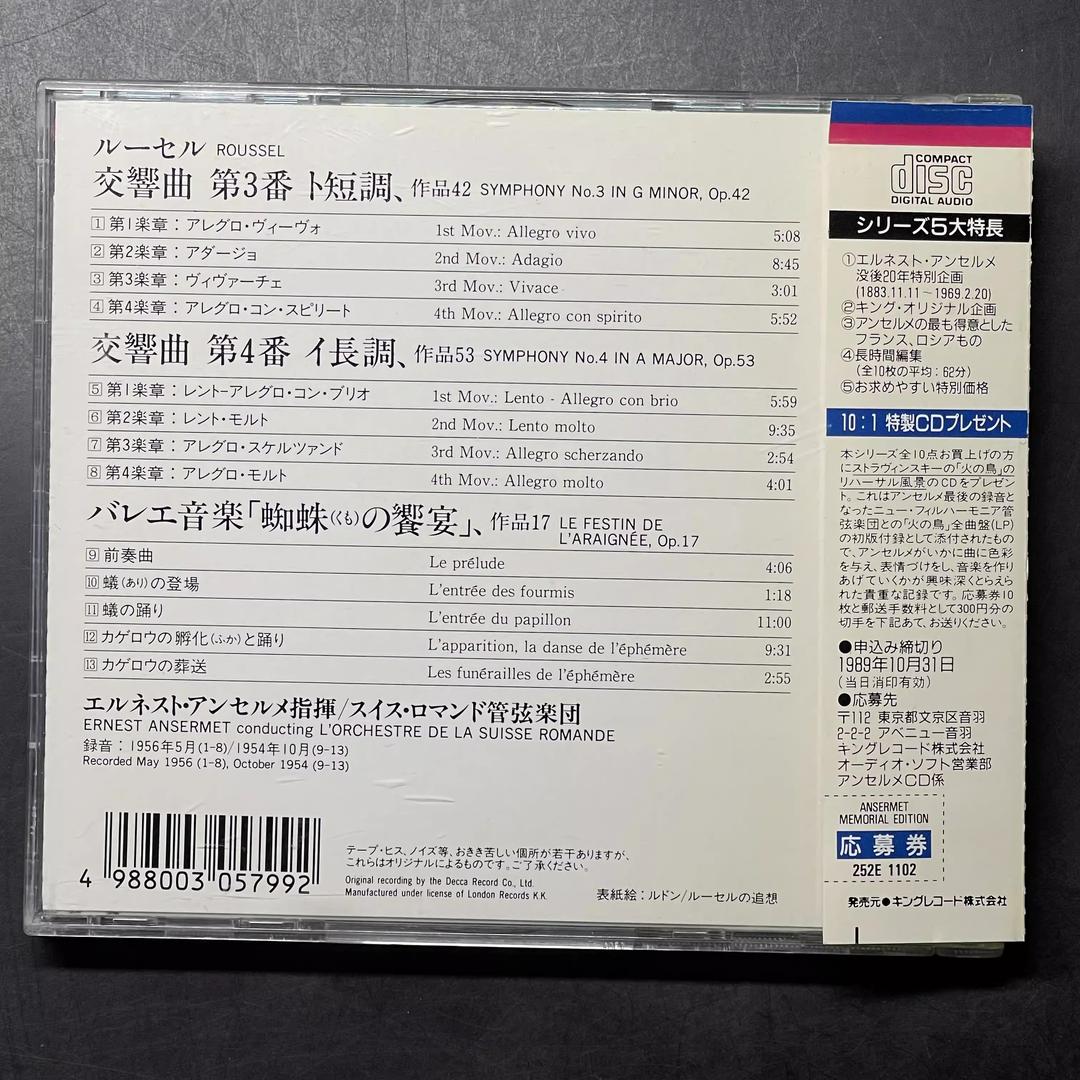 ルーセル ROUSSEL
交響曲 第3番 ト短調、作品42 SYMPHONY No.3 IN G MINOR, Op.42
1 第1楽章：アレグロ・ヴィーヴォ 1st Mov.: Allegro vivo 5:08
2 第2楽章：アダージョ 2nd Mov.: Adagio 8:45
3 第3楽章：ヴィヴァーチェ 3rd Mov.: Vivace 3:01
4 第4楽章：アレグロ・コン・スピリート 4th Mov.: Allegro con spirito 5:52
交響曲 第4番 イ長調、作品53 SYMPHONY No.4 IN A MAJOR, Op.53
5 第1楽章：レントーアレグロ・コン・ブリオ 1st Mov.: Lento - Allegro con brio 5:59
6 第2楽章：レント・モルト 2nd Mov.: Lento molto 9:35
7 第3楽章：アレグロ・スケルツァンド 3rd Mov.: Allegro scherzando 2:54
8 第4楽章：アレグロ・モルト 4th Mov.: Allegro molto 4:01
バレエ音楽「蜘蛛(くも)の饗宴」、作品17 LE FESTIN DE
L'ARAIGNÉE, Op.17
9 前奏曲 Le prélude 4:06
10 蟻(あり)の登場 L'entrée des fourmis 1:18
11 蟻の踊り L'entrée du papillon 11:00
12 カゲロウの孵化(ふか)と踊り L'apparition, la danse de l'éphémère 9:31
13 カゲロウの葬送 Les funérailles de l'éphémère 2:55
エルネスト・アンセルメ指揮/スイス・ロマンド管弦楽団
ERNEST ANSERMET conducting L'ORCHESTRE DE LA SUISSE ROMANDE
録音：1956年5月(1-8)/1954年10月(9-13)
Recorded May 1956 (1-8), October 1954 (9-13)
4 988003 057992
テープ・ヒス、ノイズ等、おきき苦しい個所が若干ありますが、
これらはオリジナルによるものです。ご了承ください。
Original recording by the Decca Record Co., Ltd.
Manufactured under license of London Records K.K.
表紙絵：ルドン/ルーセルの追想
COMPACT
disc
DIGITAL AUDIO
シリーズ5大特長
①エルネスト・アンセルメ
没後20年特別企画
(1883.11.11～1969.2.20)
②キング・オリジナル企画
③アンセルメの最も得意とした
フランス、ロシアもの
④長時間編集
(全10枚の平均：62分)
⑤お求めやすい特別価格
10：1 特製CDプレゼント
本シリーズ全10点お買上げの方
にストラヴィンスキーの「火の鳥」の
リハーサル風景のCDをプレゼン
ト。これはアンセルメ最後の録音と
なったニュー・フィルハーモニア管
弦楽団との「火の鳥」全曲盤(LP)
の初版付録として添付されたもの
で、アンセルメがいかに曲に色彩
を与え、表情づけをし、音楽を作り
あげていくかが興味深くとらえら
れた貴重な記録です。応募券10
枚と郵送手数料として300円分の
切手を下記あて、お送りください。
●申込み締切り
1989年10月31日
(当日消印有効)
●応募先
〒112 東京都文京区音羽
2-2-2 アベニュー音羽
キングレコード株式会社
オーディオ・ソフト営業部
アンセルメCD係
ANSERMET
MEMORIAL EDITION
応募券
252E 1102
発売元●キングレコード株式会社